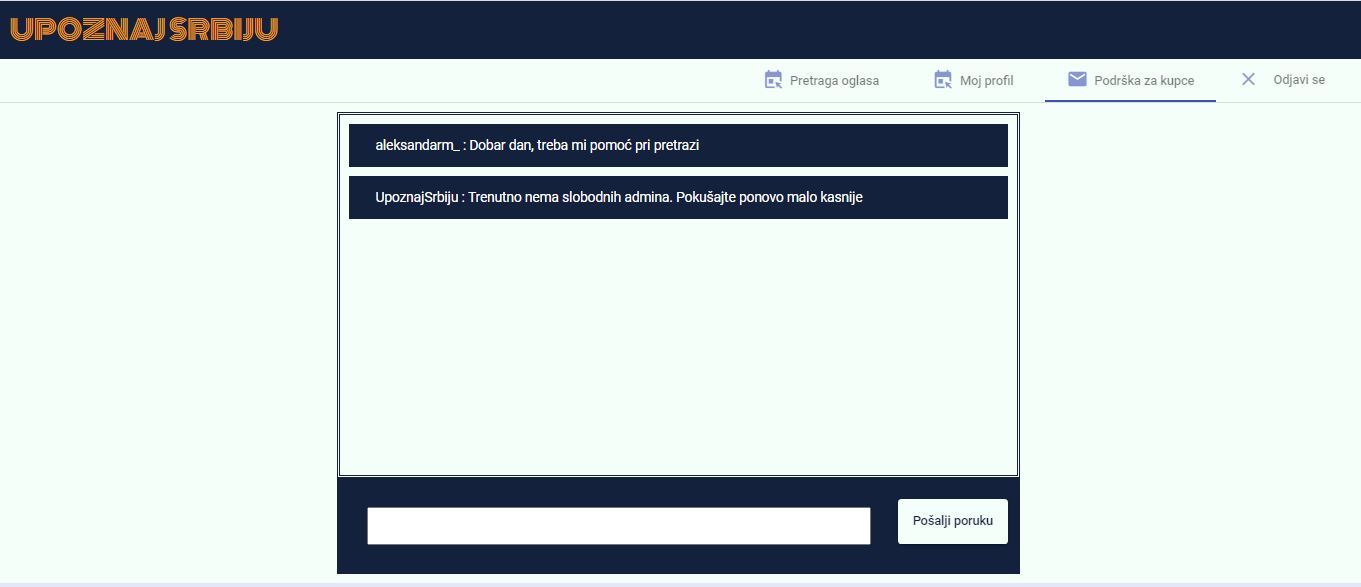 UPOZNAJ SRBIJU
Pretraga oglasa
Moj profil
Podrška za kupce
Odjavi se
aleksandarm_ : Dobar dan, treba mi pomoć pri pretrazi
UpoznajSrbiju : Trenutno nema slobodnih admina. Pokušajte ponovo malo kasnije
Pošalji poruku